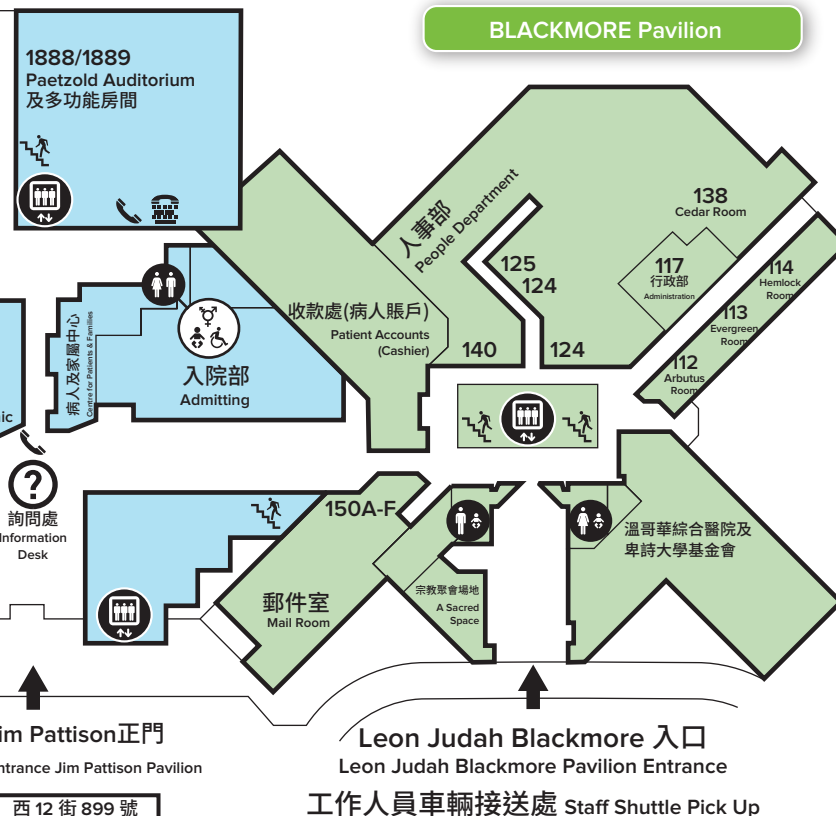 BLACKMORE Pavilion
1888/1889
Paetzold Auditorium
及多功能房間
人事部
People Department
138
Cedar Room
125
124
117
行政部
Administration
114
Hemlock
Room
113
Evergreen
Room
112
Arbutus
Room
收款處(病人賬戶)
Patient Accounts
(Cashier)
140
124
病人及家屬中心
Centre for Patients & Families
入院部
Admitting
nic
?
詢問處
Information
Desk
150A-F
郵件室
Mail Room
宗教聚會場地
A Sacred
Space
溫哥華綜合醫院及
卑詩大學基金會
im Pattison正門
ntrance Jim Pattison Pavilion
西 12 街 899 號
Leon Judah Blackmore 入口
Leon Judah Blackmore Pavilion Entrance
工作人員車輛接送處 Staff Shuttle Pick Up